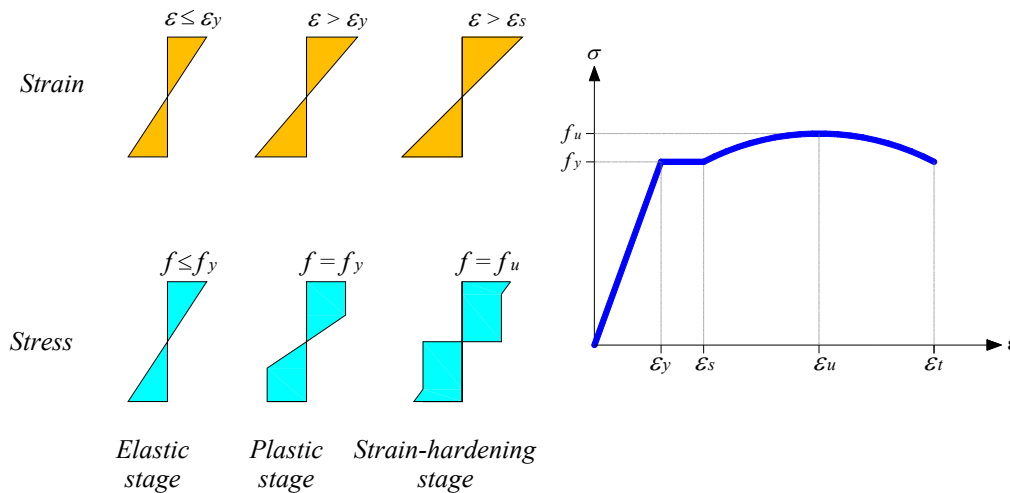 ε ≤ εy
ε > εy
ε > εs
Strain
f ≤ fy
f = fy
f = fu
Stress
Elastic
stage
Plastic
stage
Strain-hardening
stage
σ
fu
fy
εy
εs
εu
εt
ε